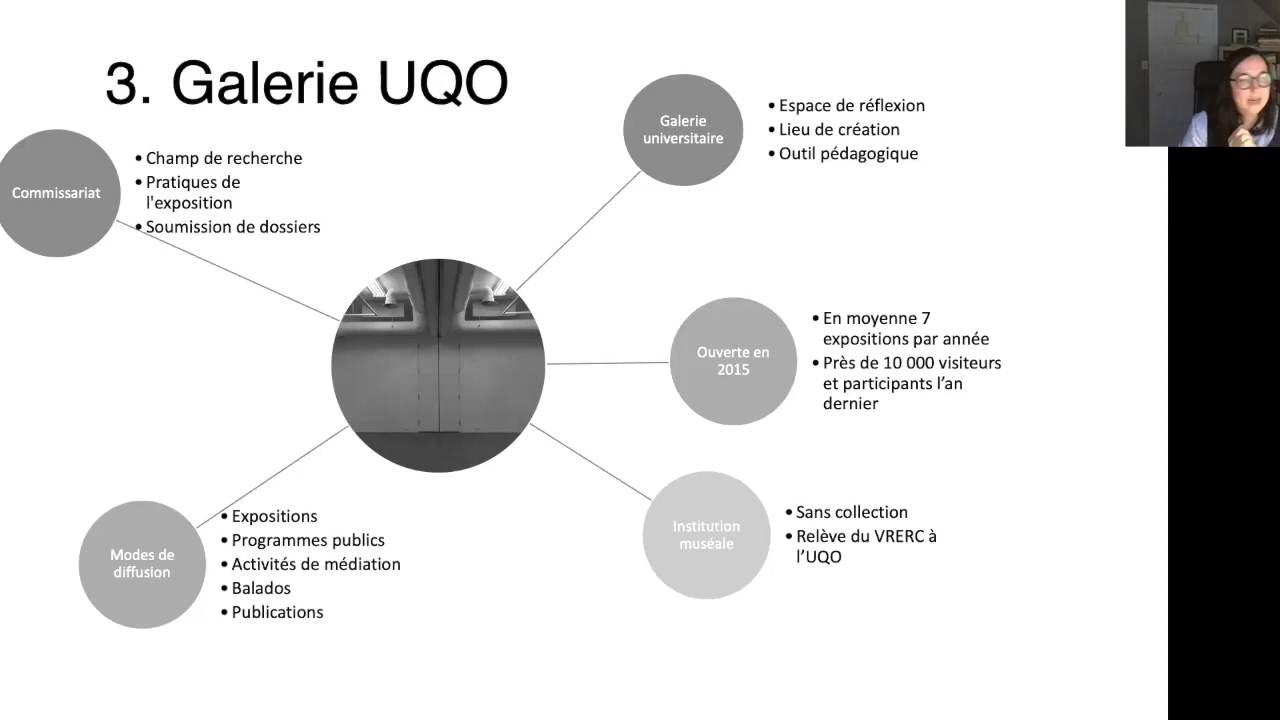 3. Galerie UQO
Commissariat
• Champ de recherche
• Pratiques de
l'exposition
• Soumission de dossiers
Galerie
universitaire
• Espace de réflexion
• Lieu de création
• Outil pédagogique
Ouverte en
2015
• En moyenne 7
expositions par année
• Près de 10 000 visiteurs
et participants l’an
dernier
Institution
muséale
• Sans collection
• Relève du VRERC à
l’UQO
Modes de
diffusion
• Expositions
• Programmes publics
• Activités de médiation
• Balados
• Publications